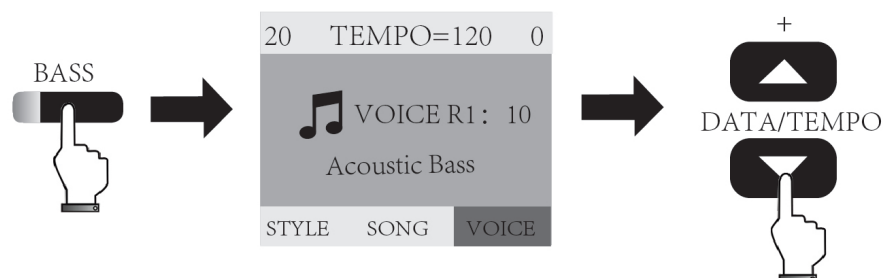 BASS
20 TEMPO=120 0
VOICE R1: 10
Acoustic Bass
STYLE SONG VOICE
+
DATA/TEMPO